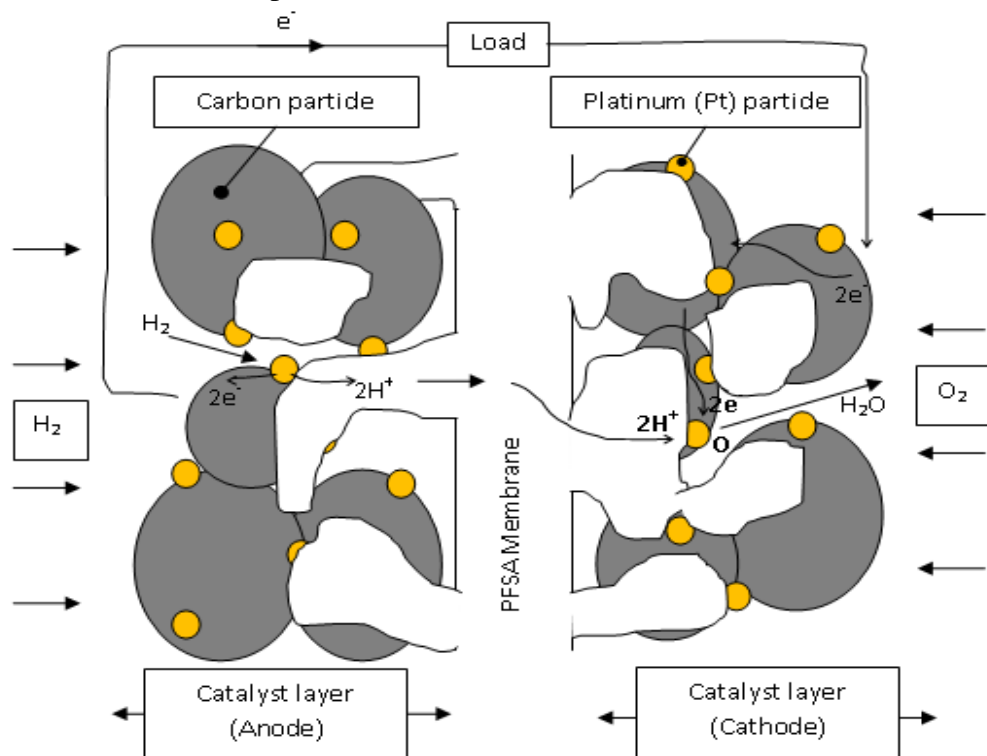 e-
Load
Carbon partide
Platinum (Pt) partide
2e-
H2
2e-
2H+
H2O
O2
H2
2H+
2e
O
PFSA Membrane
Catalyst layer
(Anode)
Catalyst layer
(Cathode)